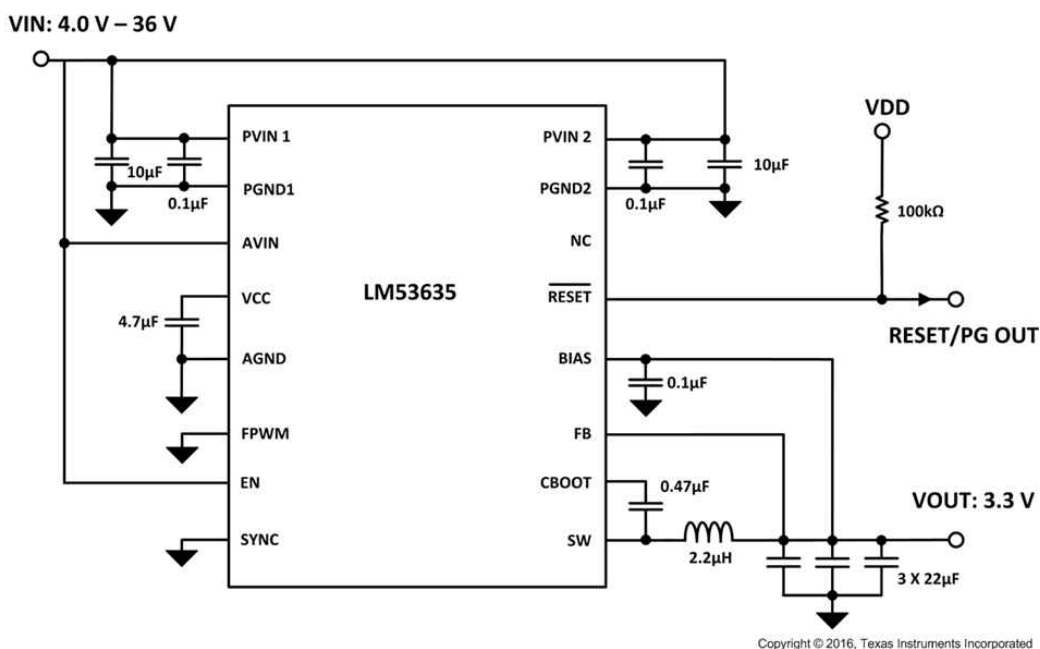 VIN: 4.0 V – 36 V
VDD
PVIN 1
PVIN 2
10µF
0.1µF
0.1µF
10µF
PGND1
PGND2
100kΩ
AVIN
NC
LM53635
VCC
RESET
4.7µF
RESET/PG OUT
AGND
BIAS
0.1µF
FPWM
FB
EN
CBOOT
0.47µF
VOUT: 3.3 V
SYNC
SW
2.2µH
3 X 22µF
Copyright © 2016, Texas Instruments Incorporated